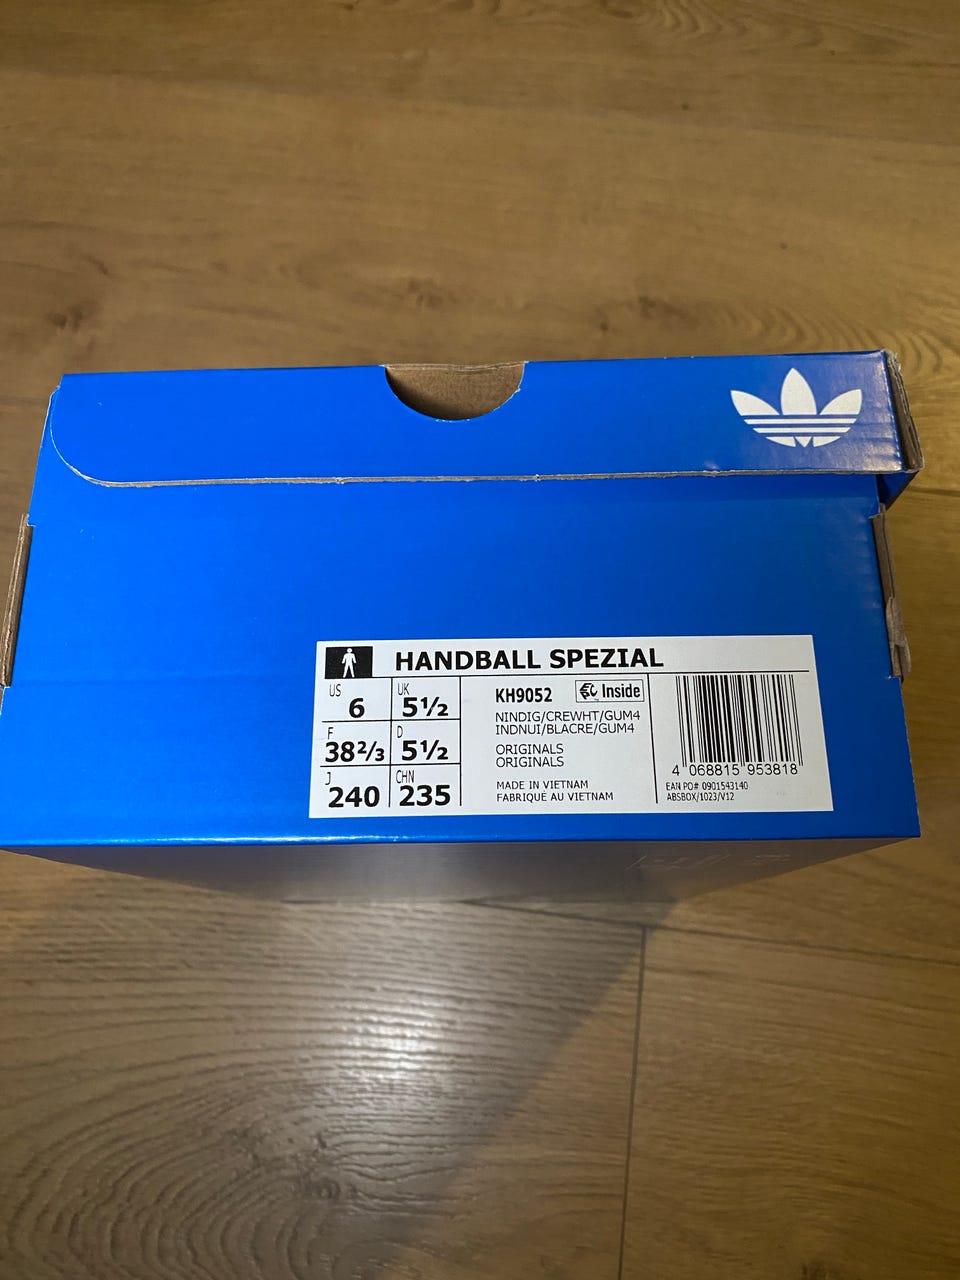 HANDBALL SPEZIAL
US
6
UK
5½
F
38⅔
D
5½
J
240
CHN
235
KH9052
Inside
NINDIG/CREWHT/GUM4
INDNUI/BLACRE/GUM4
ORIGINALS
ORIGINALS
MADE IN VIETNAM
FABRIQUÉ AU VIETNAM
4 068815 953818
EAN PO# 0901543140
ABSBOX/1023/V12